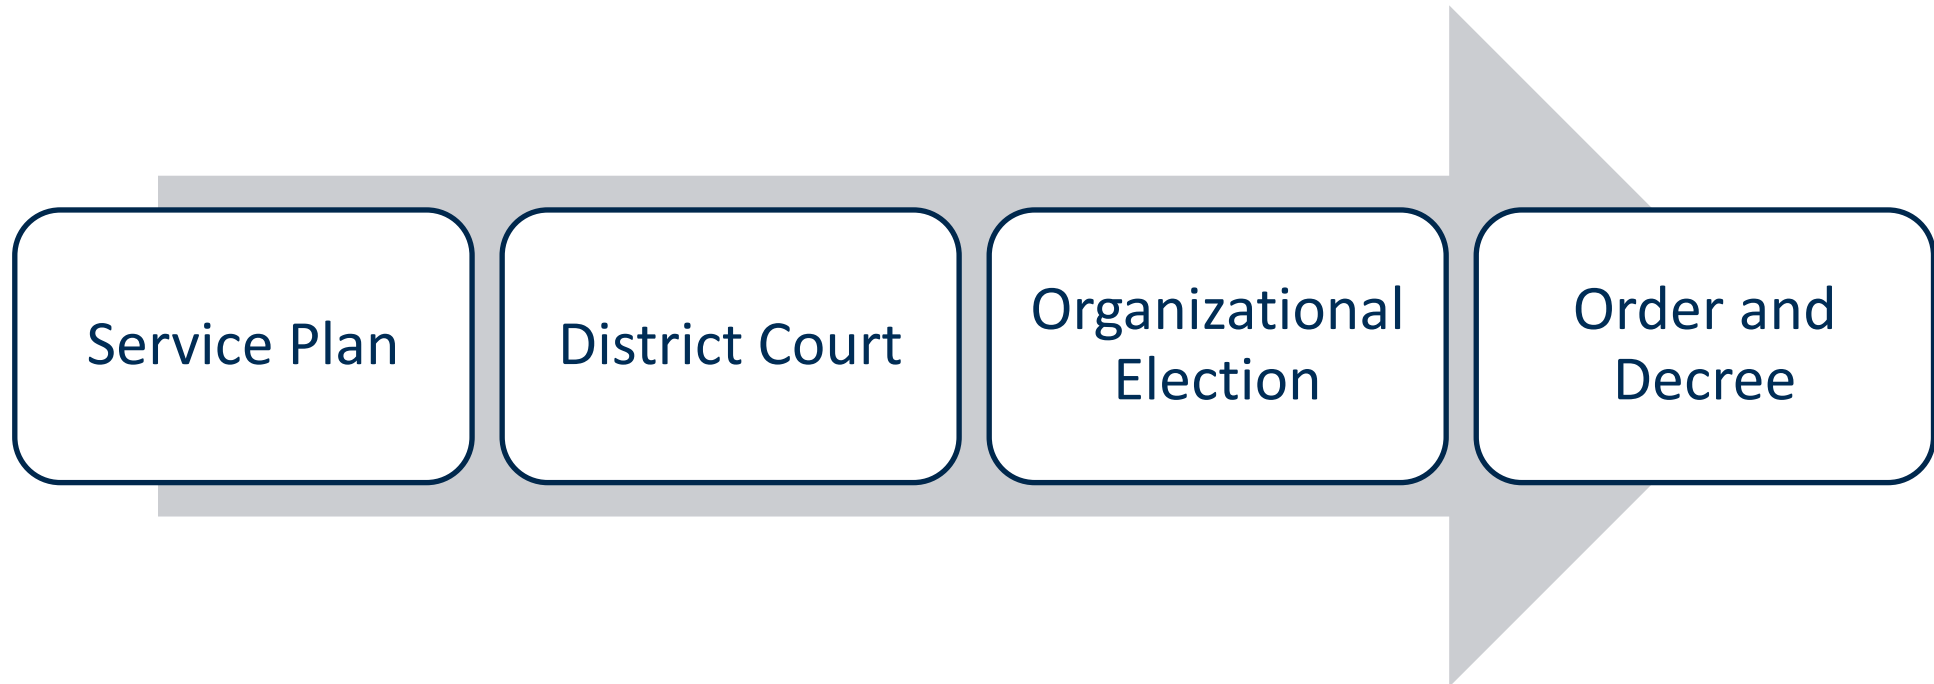 Service Plan
District Court
Organizational
Election
Order and
Decree